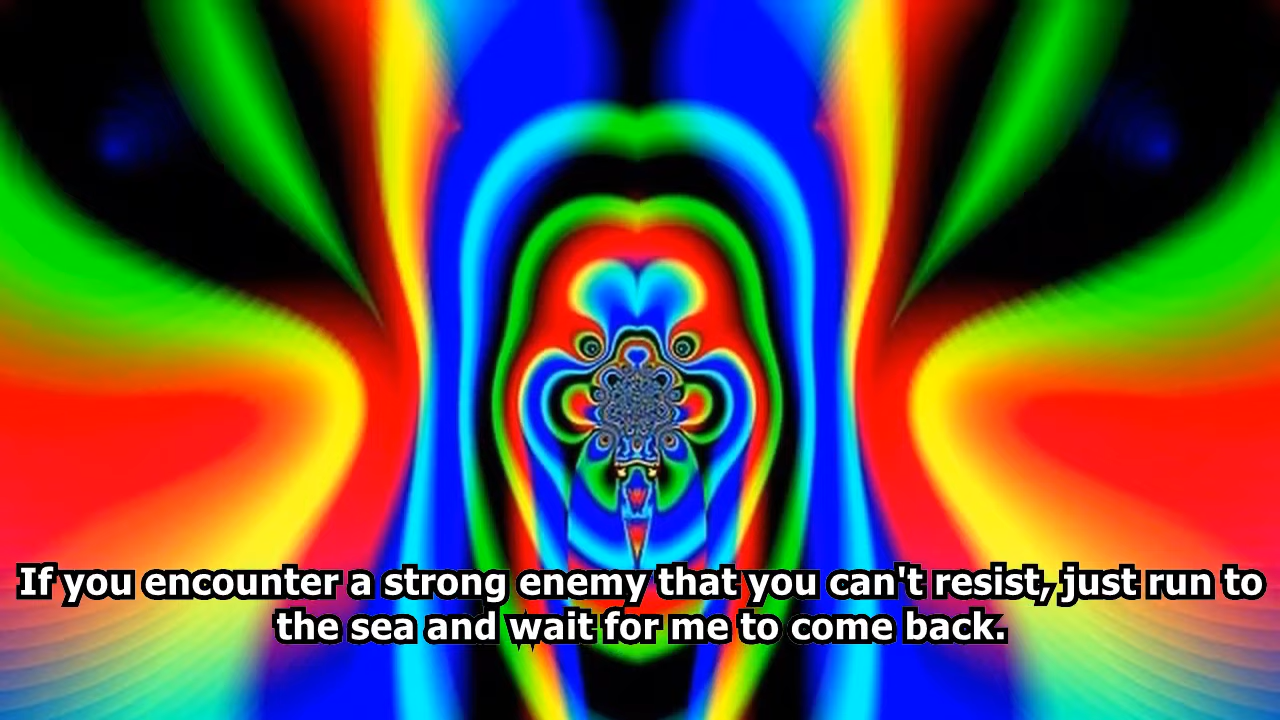 If you encounter a strong enemy that you can't resist, just run to
the sea and wait for me to come back.